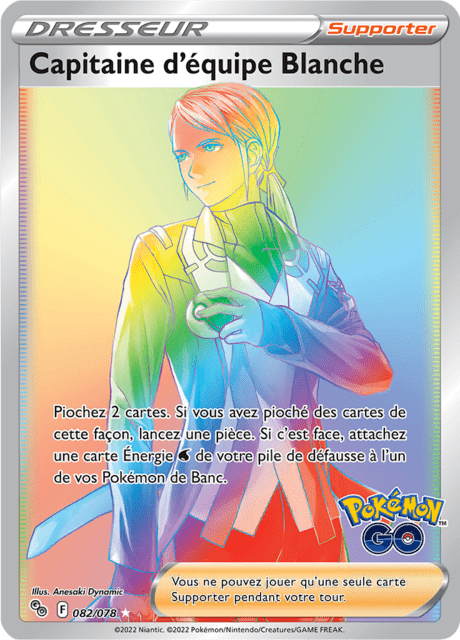 DRESSEUR
Supporter
Capitaine d'équipe Blanche
Piochez 2 cartes. Si vous avez pioché des cartes de
cette façon, lancez une pièce. Si c'est face, attachez
une carte Énergie de votre pile de défausse à l'un
de vos Pokémon de Banc.
Pokémon
GO
Illus. Anesaki Dynamic
F 082/078
Vous ne pouvez jouer qu'une seule carte
Supporter pendant votre tour.
©2022 Niantic. ©2022 Pokémon/Nintendo/Creatures/GAME FREAK.